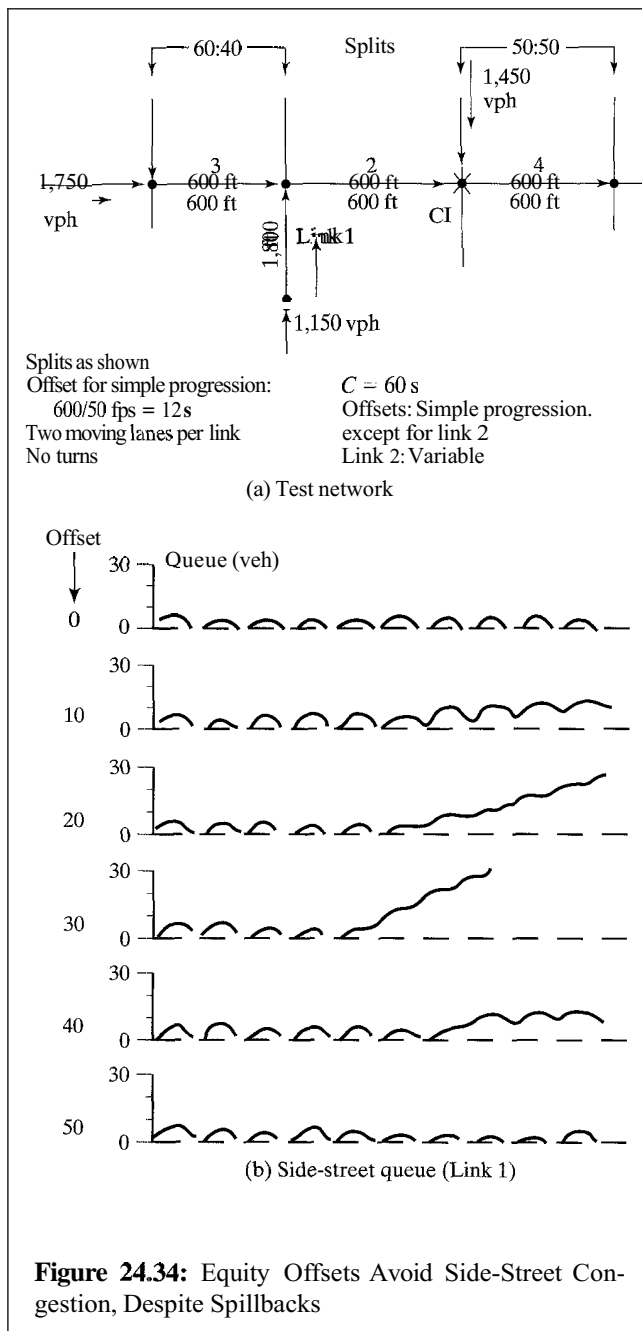 60:40 Splits 50:50
1,450
vph
1,750
vph
3
600 ft
600 ft
2
600 ft
600 ft
4
600 ft
600 ft
CI
Link 1
1,150 vph
Splits as shown
Offset for simple progression:
600/50 fps = 12s
Two moving lanes per link
No turns
C = 60 s
Offsets: Simple progression.
except for link 2
Link 2: Variable
(a) Test network
Offset
Queue (veh)
30
0
0
30
10
0
30
20
0
30
30
0
30
40
0
30
50
0
(b) Side-street queue (Link 1)
Figure 24.34: Equity Offsets Avoid Side-Street Con-
gestion, Despite Spillbacks